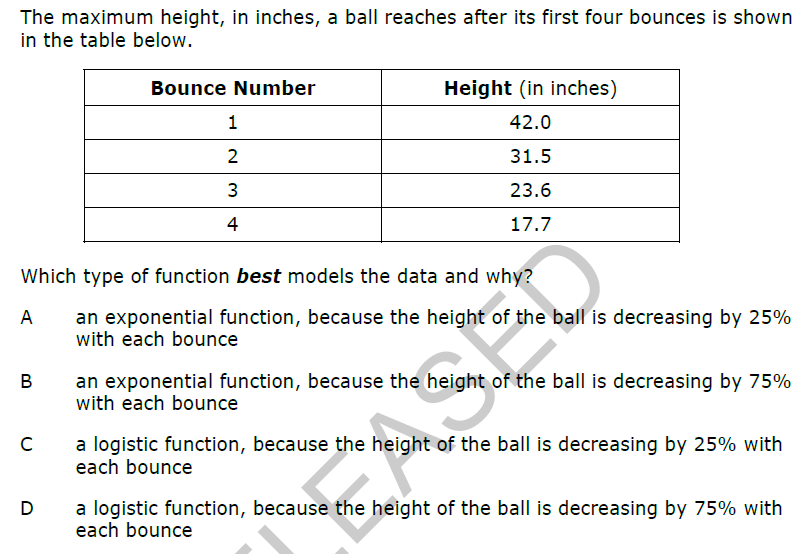 The maximum height, in inches, a ball reaches after its first four bounces is shown
in the table below.
Bounce Number Height (in inches)
1 42.0
2 31.5
3 23.6
4 17.7
Which type of function best models the data and why?
A an exponential function, because the height of the ball is decreasing by 25%
with each bounce
B an exponential function, because the height of the ball is decreasing by 75%
with each bounce
C a logistic function, because the height of the ball is decreasing by 25% with
each bounce
D a logistic function, because the height of the ball is decreasing by 75% with
each bounce
LEASED